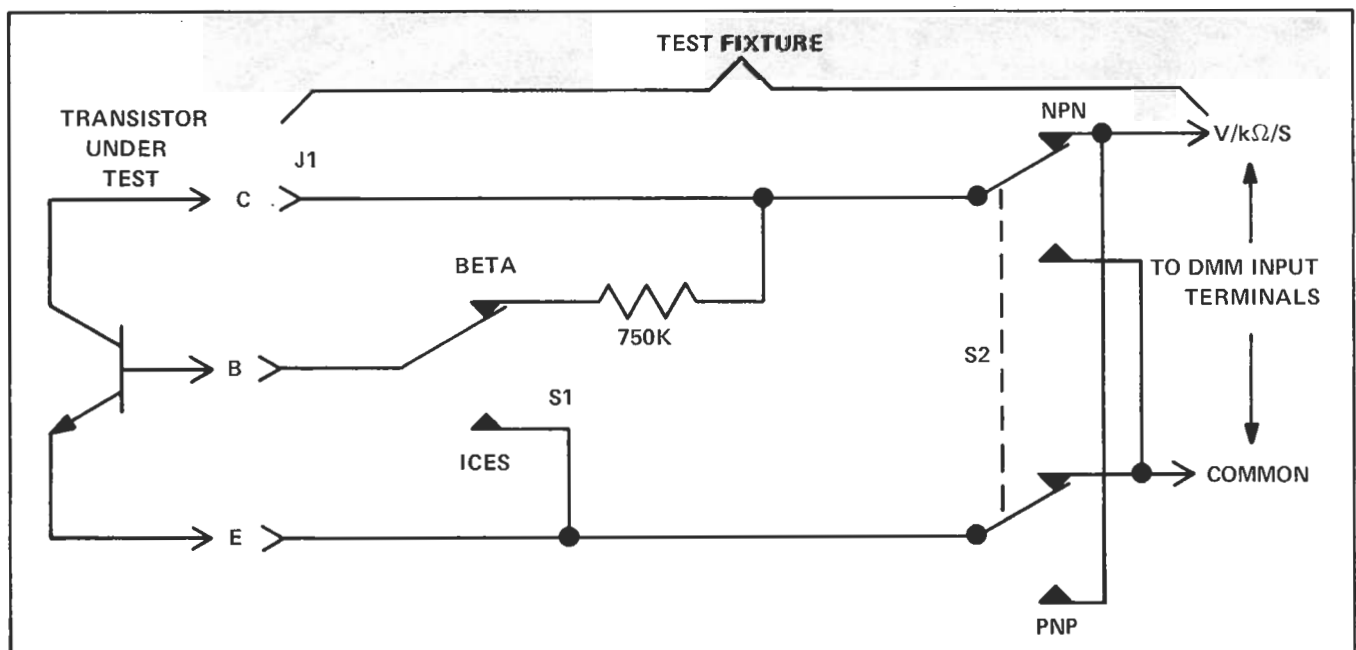 TEST FIXTURE
TRANSISTOR
UNDER
TEST
J1
NPN
V/kΩ/S
C
BETA
TO DMM INPUT
TERMINALS
750K
B
S2
S1
ICES
COMMON
E
PNP